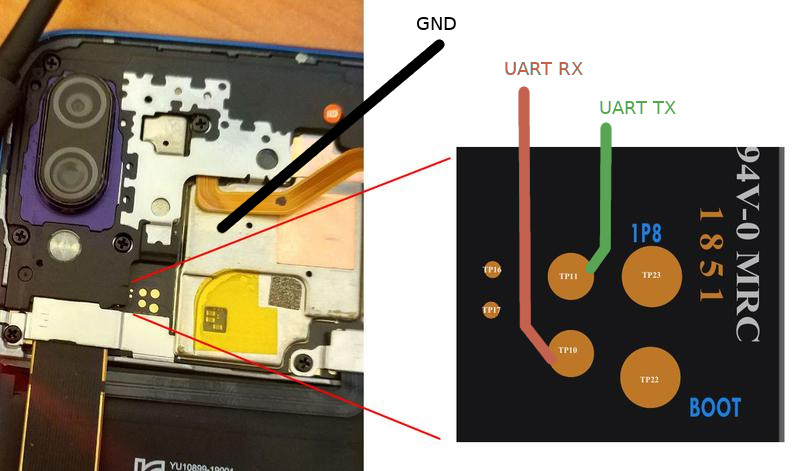 GND
UART RX
UART TX
94V-0 MRC
1851
1P8
TP16
TP11
TP23
TP17
TP10
TP22
BOOT
YU10899-19001